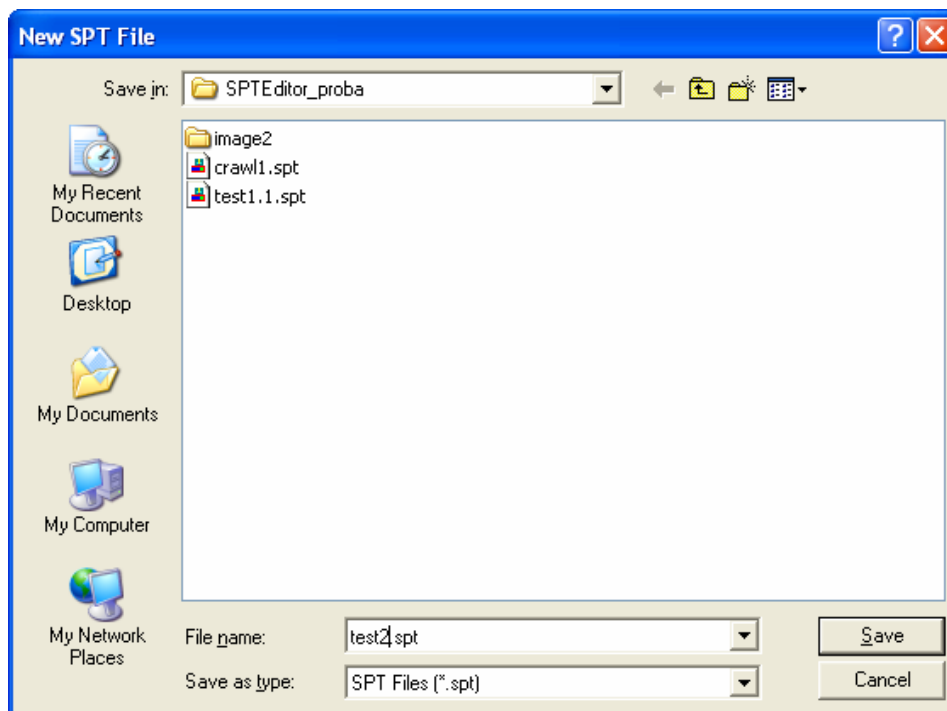 New SPT File
Save in:
SPTEditor_proba
My Recent
Documents
Desktop
My Documents
My Computer
My Network
Places
image2
crawl1.spt
test1.1.spt
File name:
test2.spt
Save
Save as type:
SPT Files (*.spt)
Cancel